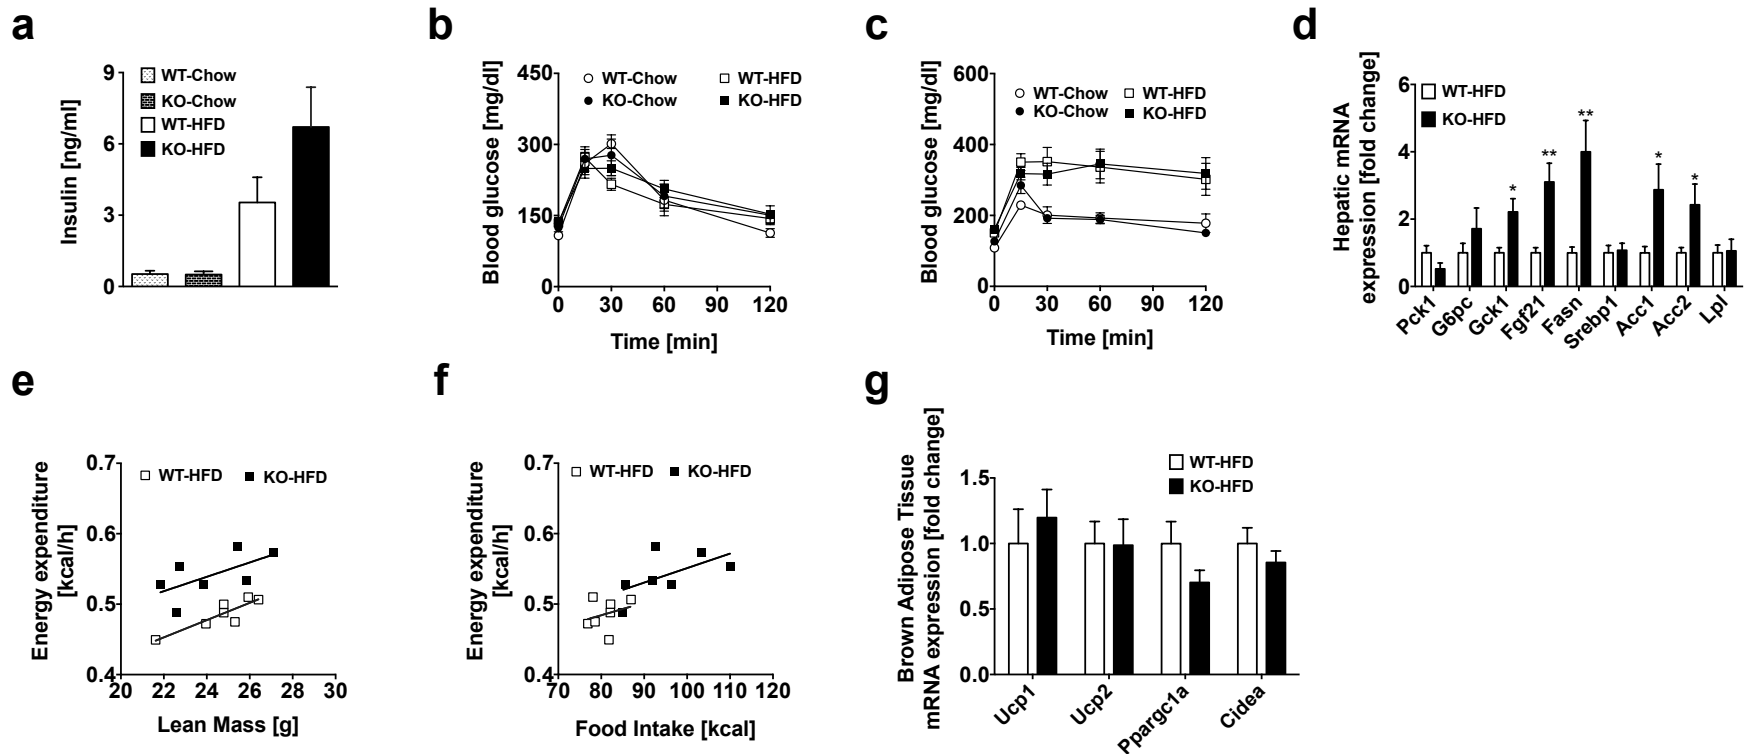 a
Insulin [ng/ml]
9
6
3
0
WT-Chow
KO-Chow
WT-HFD
KO-HFD
b
Blood glucose [mg/dl]
450
300
150
0
WT-Chow
KO-Chow
WT-HFD
KO-HFD
0 30 60 90 120
Time [min]
c
Blood glucose [mg/dl]
600
400
200
0
WT-Chow
KO-Chow
WT-HFD
KO-HFD
0 30 60 90 120
Time [min]
d
Hepatic mRNA
expression [fold change]
6
4
2
0
WT-HFD
KO-HFD
* ** ** * *
Pck1
G6pc
Gck1
Fgf21
Fasn
Srebp1
Acc1
Acc2
Lpl
e
Energy expenditure
[kcal/h]
0.7
0.6
0.5
0.4
WT-HFD KO-HFD
20 22 24 26 28 30
Lean Mass [g]
f
Energy expenditure
[kcal/h]
0.7
0.6
0.5
0.4
WT-HFD KO-HFD
70 80 90 100 110 120
Food Intake [kcal]
g
Brown Adipose Tissue
mRNA expression [fold change]
1.5
1.0
0.5
0.0
WT-HFD
KO-HFD
Ucp1
Ucp2
Ppargc1a
Cidea